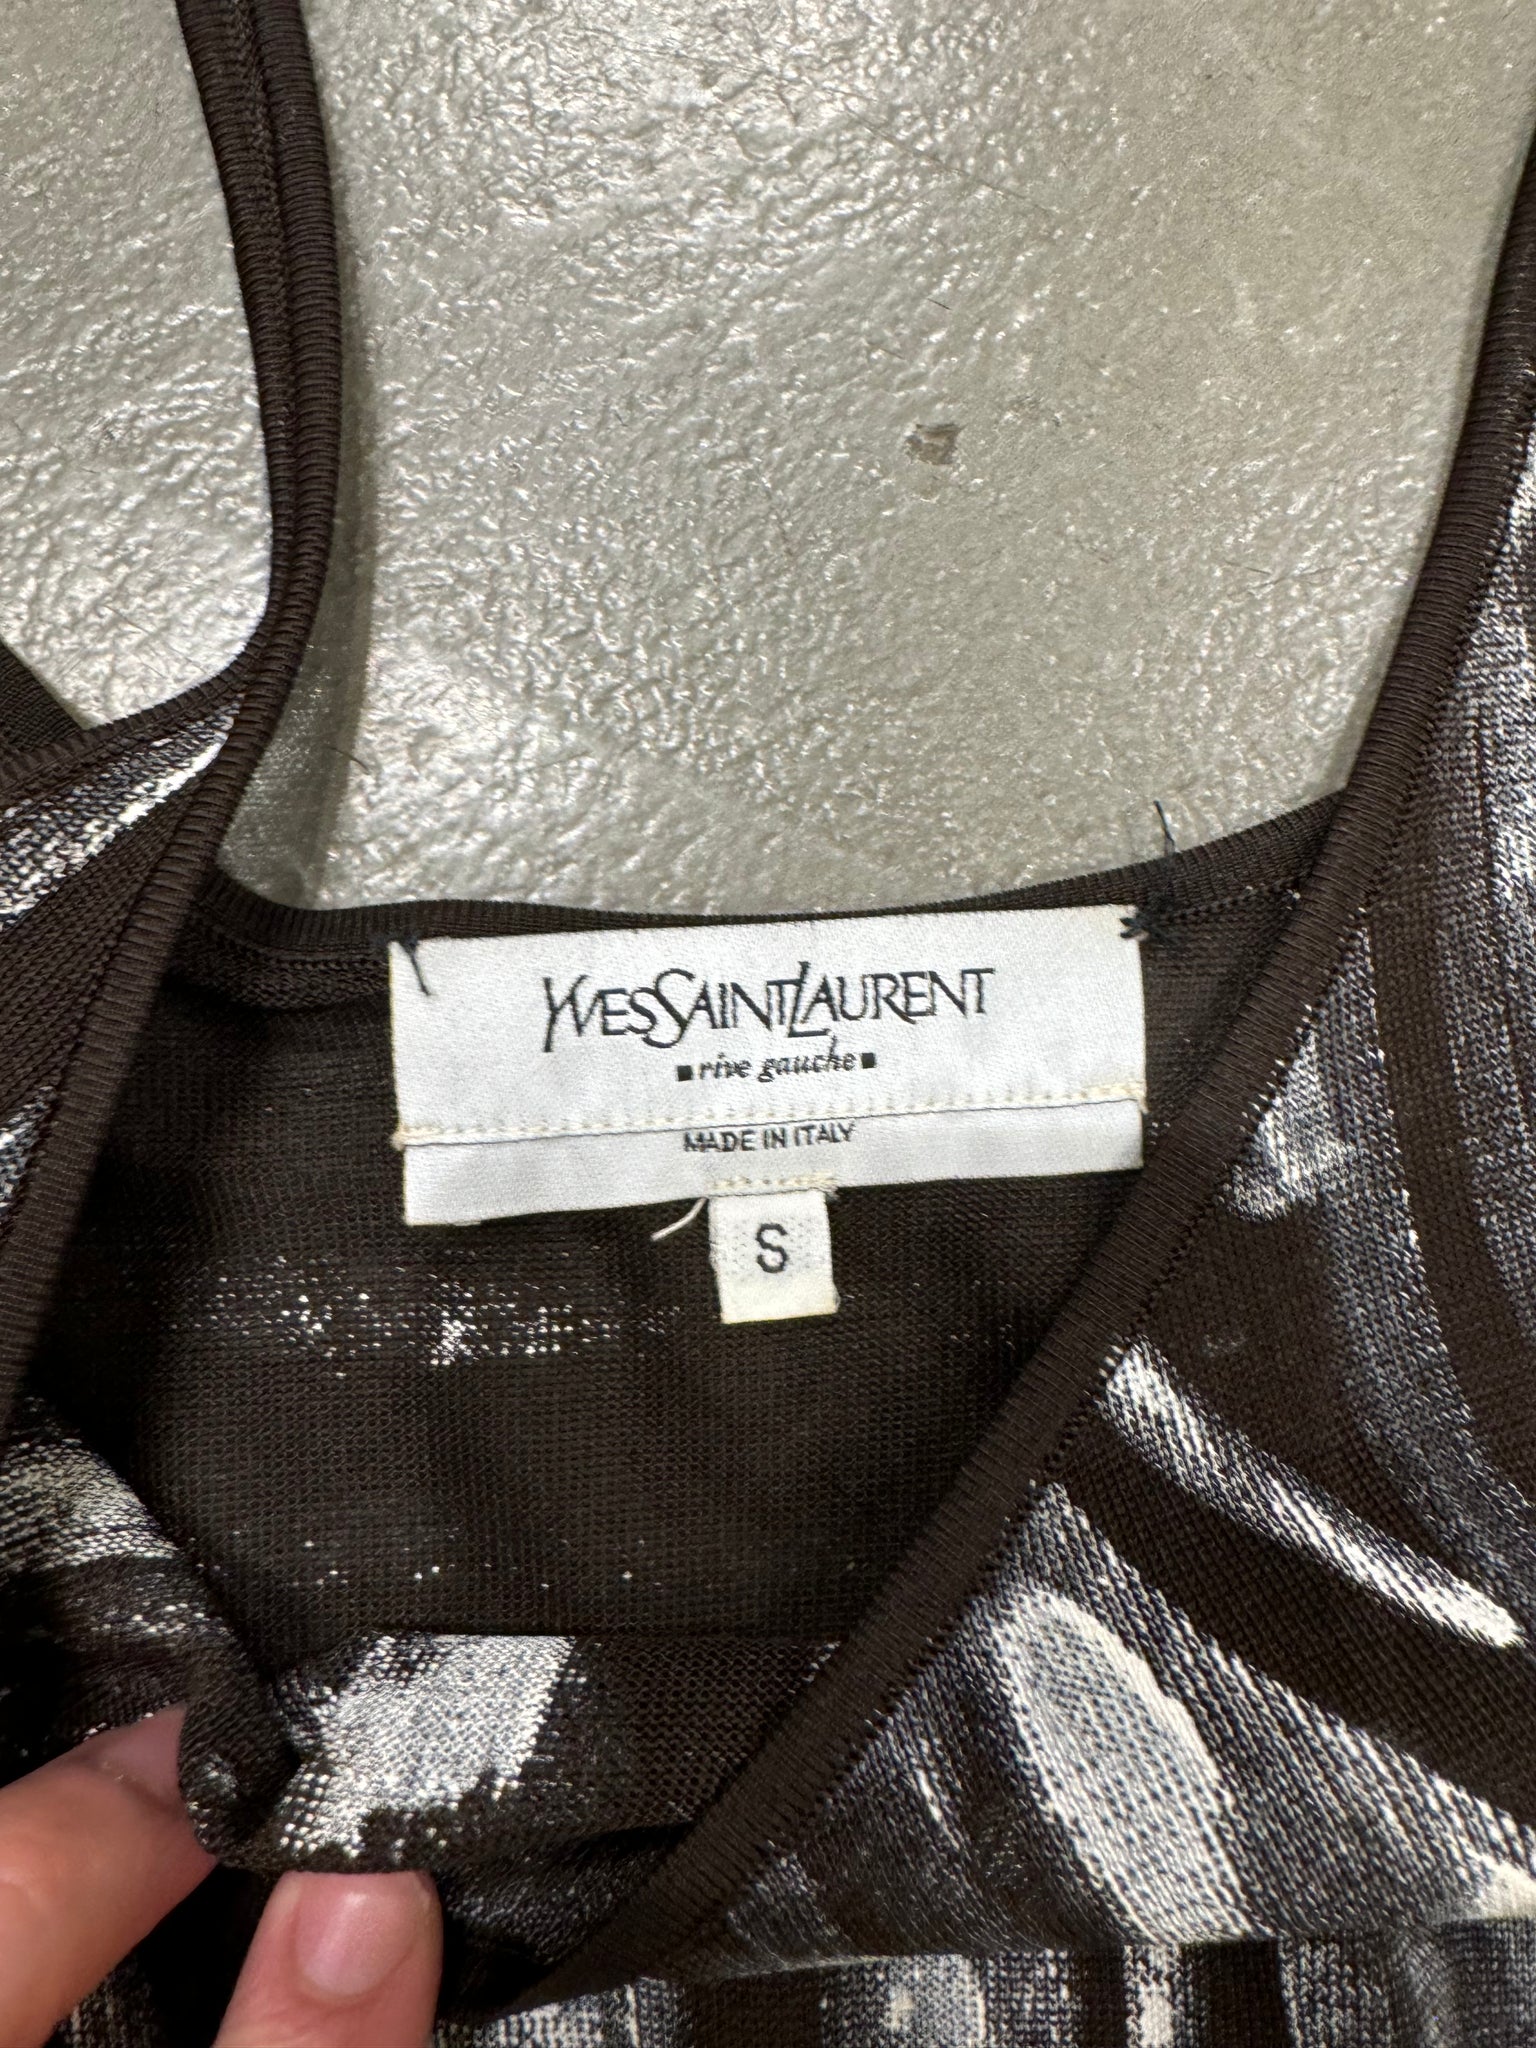 YVESSAINTLAURENT
rive gauche
MADE IN ITALY
S